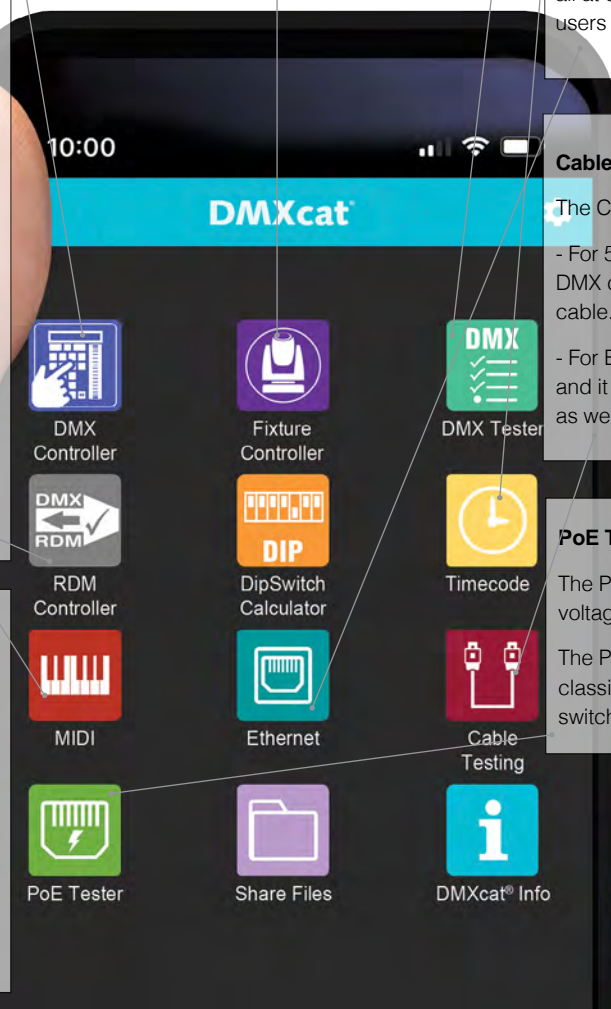 users
10:00
DMXcat®
DMX
Controller
Fixture
Controller
DMX
DMX Tester
DMX
RDM
RDM
Controller
DIP
DipSwitch
Calculator
Timecode
MIDI
Ethernet
Cable
Testing
PoE Tester
Share Files
DMXcat® Info
Cable
The C
- For 5
DMX c
cable.
- For E
and it
as we
PoE T
The P
voltag
The P
classi
switch